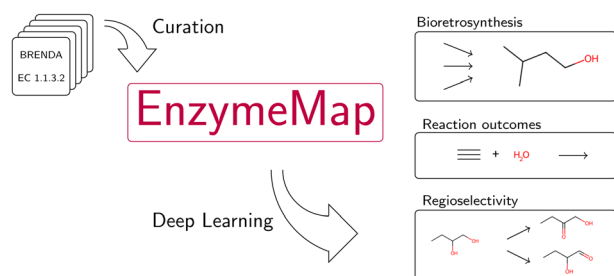 BRENDA
EC 1.1.3.2
Curation
EnzymeMap
Deep Learning
Bioretrosynthesis
OH
Reaction outcomes
+ H2O
Regioselectivity
OH
OH
OH
O
O
OH